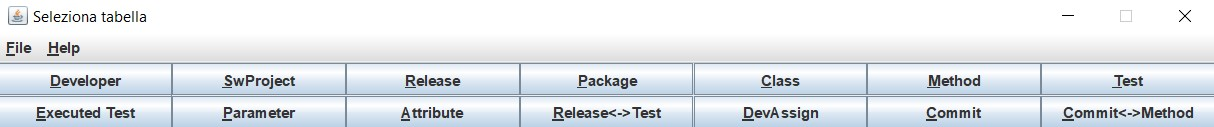 Seleziona tabella
File Help
Developer SwProject Release Package Class Method Test
Executed Test Parameter Attribute Release<->Test DevAssign Commit Commit<->Method